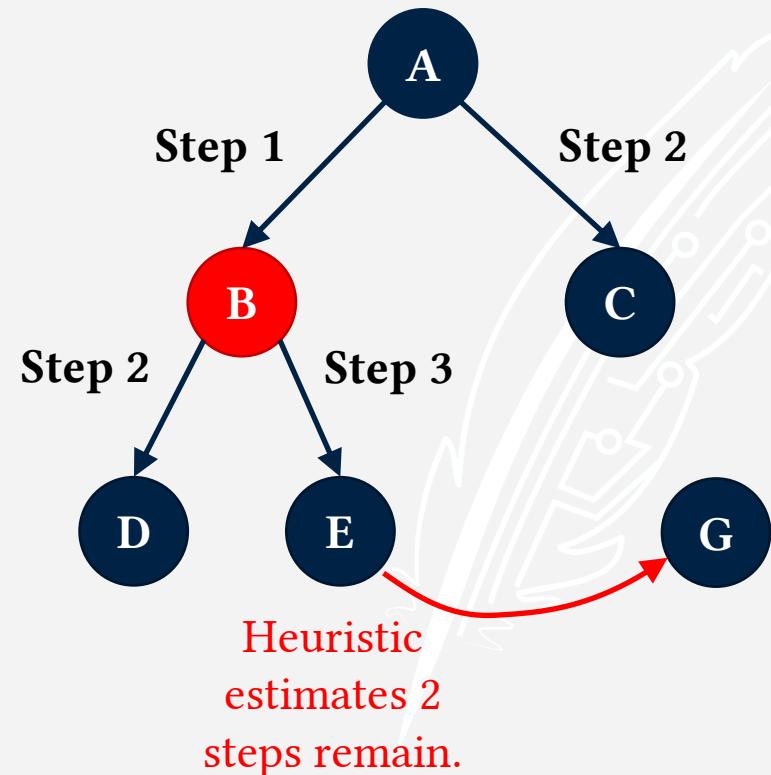 A
Step 1
Step 2
B
C
Step 2
Step 3
D
E
G
Heuristic
estimates 2
steps remain.